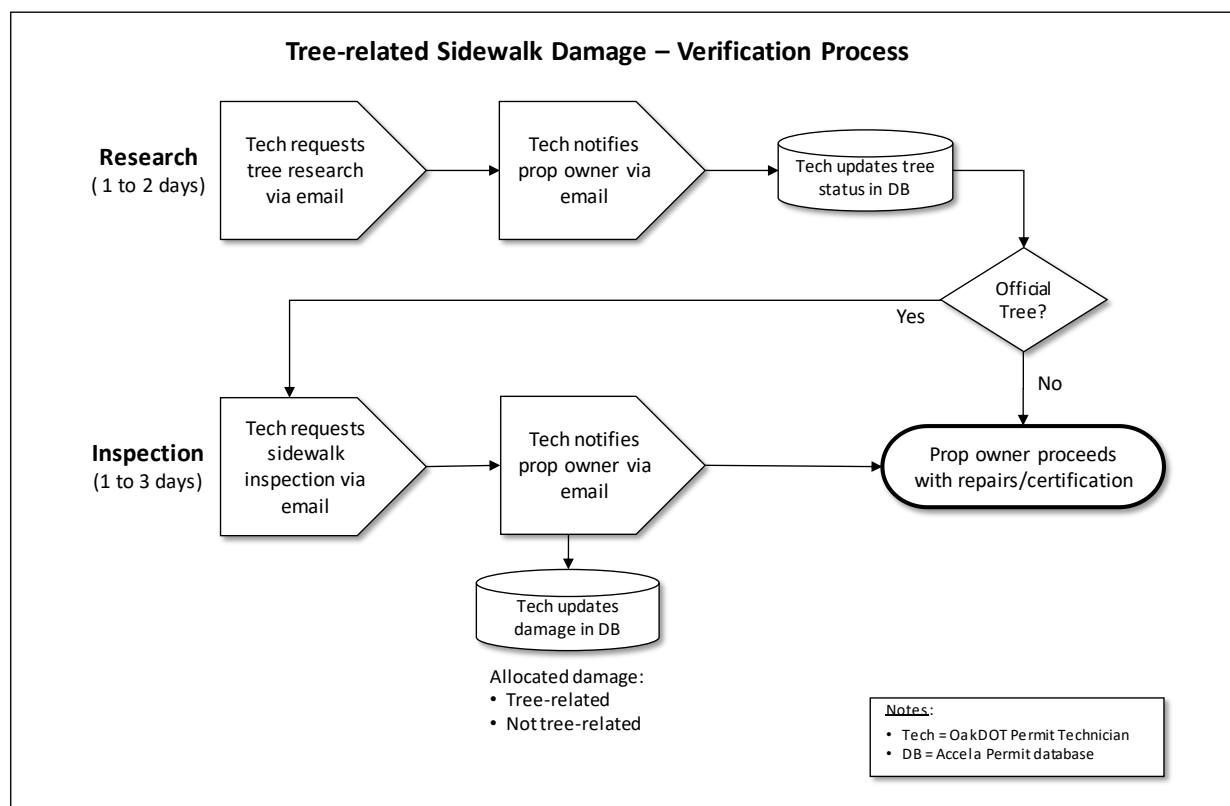 Tree-related Sidewalk Damage – Verification Process
Research
( 1 to 2 days)
Tech requests
tree research
via email
Tech notifies
prop owner via
email
Tech updates tree
status in DB
Official
Tree?
Yes
No
Inspection
(1 to 3 days)
Tech requests
sidewalk
inspection via
email
Tech notifies
prop owner via
email
Prop owner proceeds
with repairs/certification
Tech updates
damage in DB
Allocated damage:
• Tree-related
• Not tree-related
Notes:
• Tech = OakDOT Permit Technician
• DB = Accela Permit database